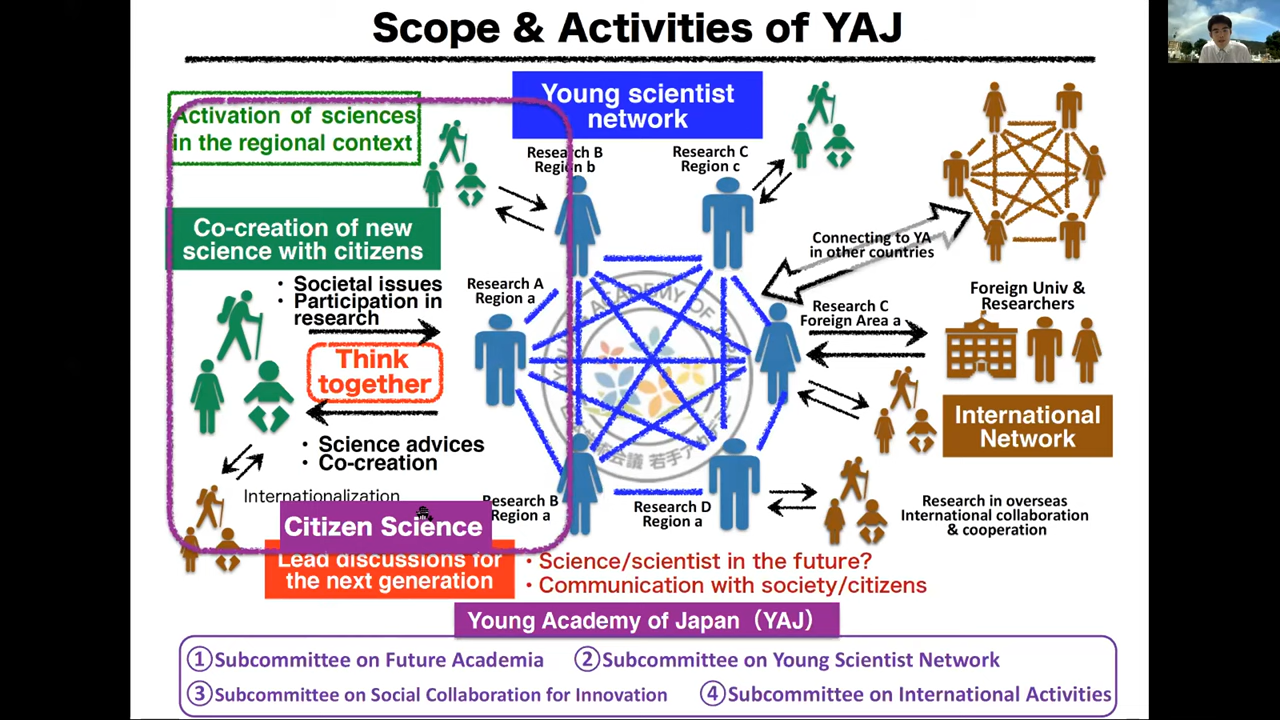 Scope & Activities of YAJ
Activation of sciences
in the regional context
Young scientist
network
Research B
Region b
Research C
Region c
Co-creation of new
science with citizens
Connecting to YA
in other countries
・ Societal issues
・ Participation in
research
Research A
Region a
Think
together
Research C
Foreign Area a
Foreign Univ &
Researchers
International
Network
・ Science advices
・ Co-creation
Internationalization
Research B
Region a
Research D
Region a
Research in overseas
International collaboration
& cooperation
Citizen Science
Lead discussions for
the next generation
・Science/scientist in the future?
・Communication with society/citizens
Young Academy of Japan（YAJ）
①Subcommittee on Future Academia
②Subcommittee on Young Scientist Network
③Subcommittee on Social Collaboration for Innovation
④Subcommittee on International Activities